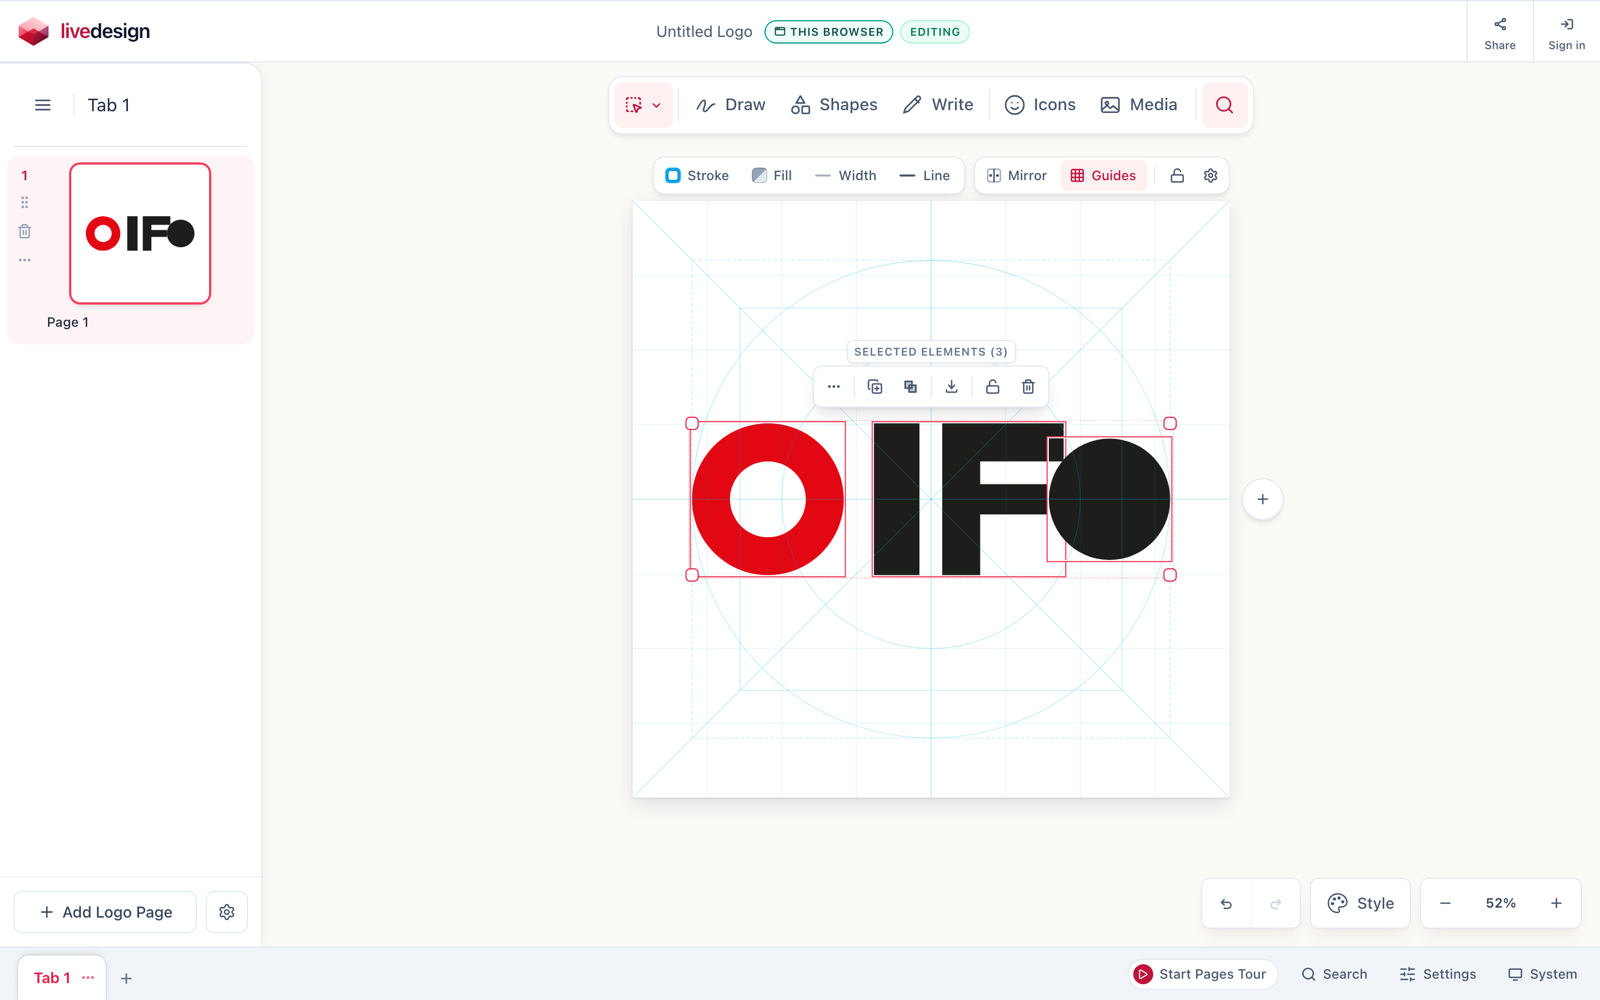 livedesign
Untitled Logo
THIS BROWSER
EDITING
Share
Sign in
Tab 1
Draw
Shapes
Write
Icons
Media
Stroke
Fill
Width
Line
Mirror
Guides
1
OIFO
Page 1
SELECTED ELEMENTS (3)
OIF
Add Logo Page
Style
52%
Tab 1
Start Pages Tour
Search
Settings
System